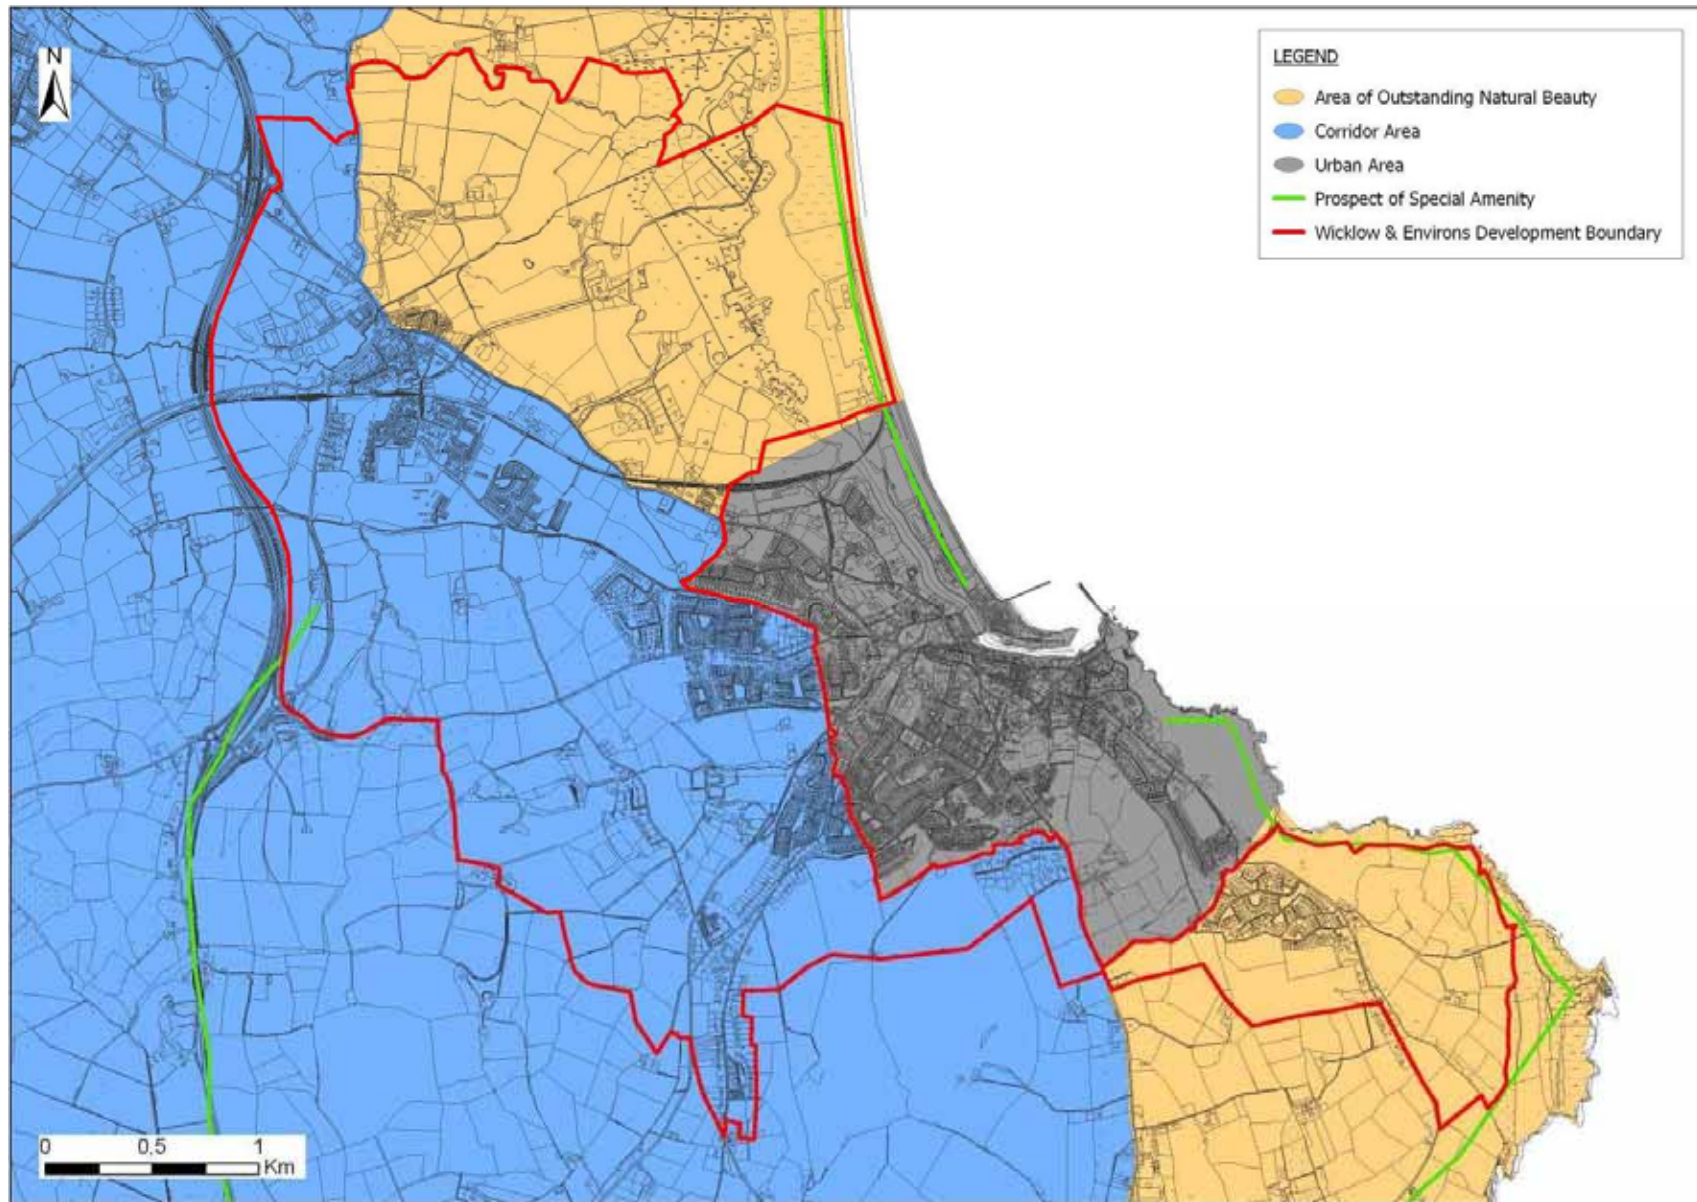 N
LEGEND
Area of Outstanding Natural Beauty
Corridor Area
Urban Area
Prospect of Special Amenity
Wicklow & Environs Development Boundary
0 0.5 1
Km